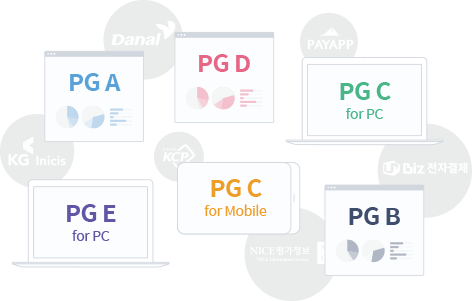 Danal
PAYAPP
PG A
PG D
PG C
for PC
KG Inicis
KCP
Biz 전자결제
PG E
for PC
PG C
for Mobile
PG B
NICE평가정보